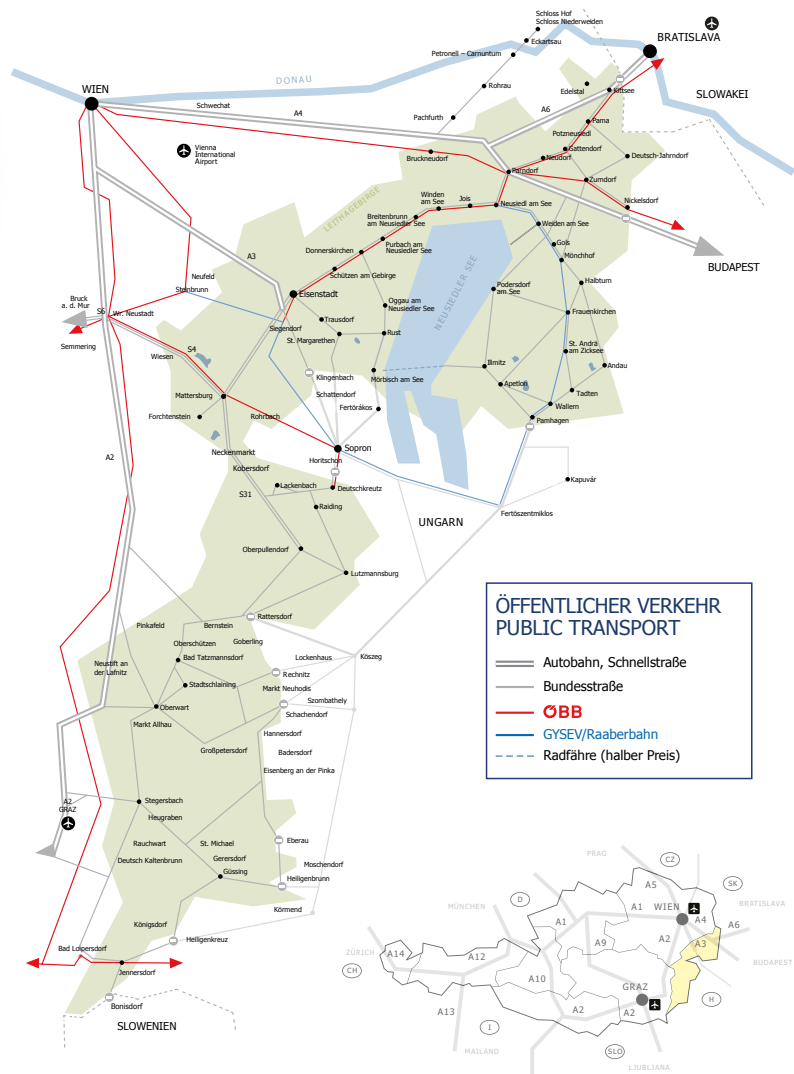 Schloss Hof
Schloss Niederweiden
Eckartsau
BRATISLAVA
Petronell – Carnuntum
DONAU
WIEN
Rohrau
Edelstal
Kittsee
SLOWAKEI
Schwechat
A4
A6
Pachfurth
Pama
Potzneusiedl
Gattendorf
Vienna
International
Airport
Bruckneudorf
Neudorf
Deutsch-Jahrndorf
Parndorf
Zurndorf
LEITHAGEBIRGE
Winden
am See
Jois
Neusiedl am See
Nickelsdorf
Breitenbrunn
am Neusiedler See
Weiden am See
Purbach am
Neusiedler See
Gols
Donnerskirchen
Mönchhof
A3
BUDAPEST
Schützen am Gebirge
NEUSIEDLER SEE
Neufeld
Steinbrunn
Podersdorf
am See
Halbturn
Eisenstadt
Bruck
a. d. Mur
Oggau am
Neusiedler See
S6
Wr. Neustadt
Trausdorf
Frauenkirchen
Siegendorf
St. Margarethen
Rust
Semmering
S4
Wiesen
St. Andrä
am Zicksee
Illmitz
Andau
Klingenbach
Mörbisch am See
Apetlon
Mattersburg
Schattendorf
Tadten
Fertörákos
Wallern
Forchtenstein
Rohrbach
Pamhagen
Neckenmarkt
Sopron
A2
Horitschon
Kobersdorf
Lackenbach
Deutschkreutz
Kapuvár
S31
Raiding
Fertöszentmiklos
UNGARN
Oberpullendorf
Lutzmannsburg
ÖFFENTLICHER VERKEHR
PUBLIC TRANSPORT
Autobahn, Schnellstraße
Bundesstraße
ÖBB
GYSEV/Raaberbahn
Radfähre (halber Preis)
Rattersdorf
Pinkafeld
Bernstein
Oberschützen
Goberling
Bad Tatzmannsdorf
Lockenhaus
Köszeg
Neustift an
der Lafnitz
Rechnitz
Stadtschlaining
Markt Neuhodis
Szombathely
Oberwart
Schachendorf
Markt Allhau
Hannersdorf
Großpetersdorf
Badersdorf
Eisenberg an der Pinka
A2
GRAZ
Stegersbach
Heugraben
Rauchwart
St. Michael
Eberau
Deutsch Kaltenbrunn
Gerersdorf
Moschendorf
Güssing
Heiligenbrunn
Körmend
Königsdorf
Heiligenkreuz
Bad Loipersdorf
Jennersdorf
Bonisdorf
SLOWENIEN
PRAG
CZ
A5
SK
D
MÜNCHEN
A1
WIEN
BRATISLAVA
A1
A4
A6
ZÜRICH
A14
A12
A9
A2
A3
BUDAPEST
CH
A10
GRAZ
H
A13
A2
A2
I
MAILAND
SLO
LJUBLJANA